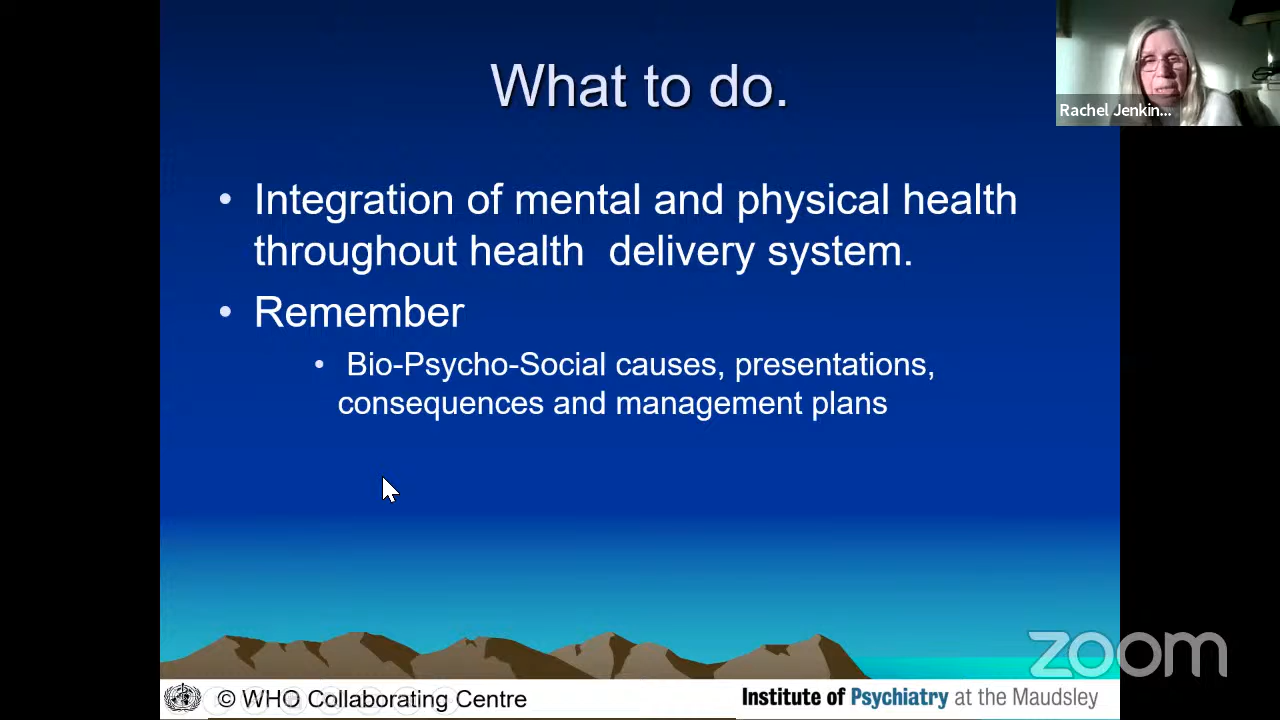 What to do.
Rachel Jenkin...
• Integration of mental and physical health
throughout health delivery system.
• Remember
• Bio-Psycho-Social causes, presentations,
consequences and management plans
zoom
© WHO Collaborating Centre
Institute of Psychiatry at the Maudsley